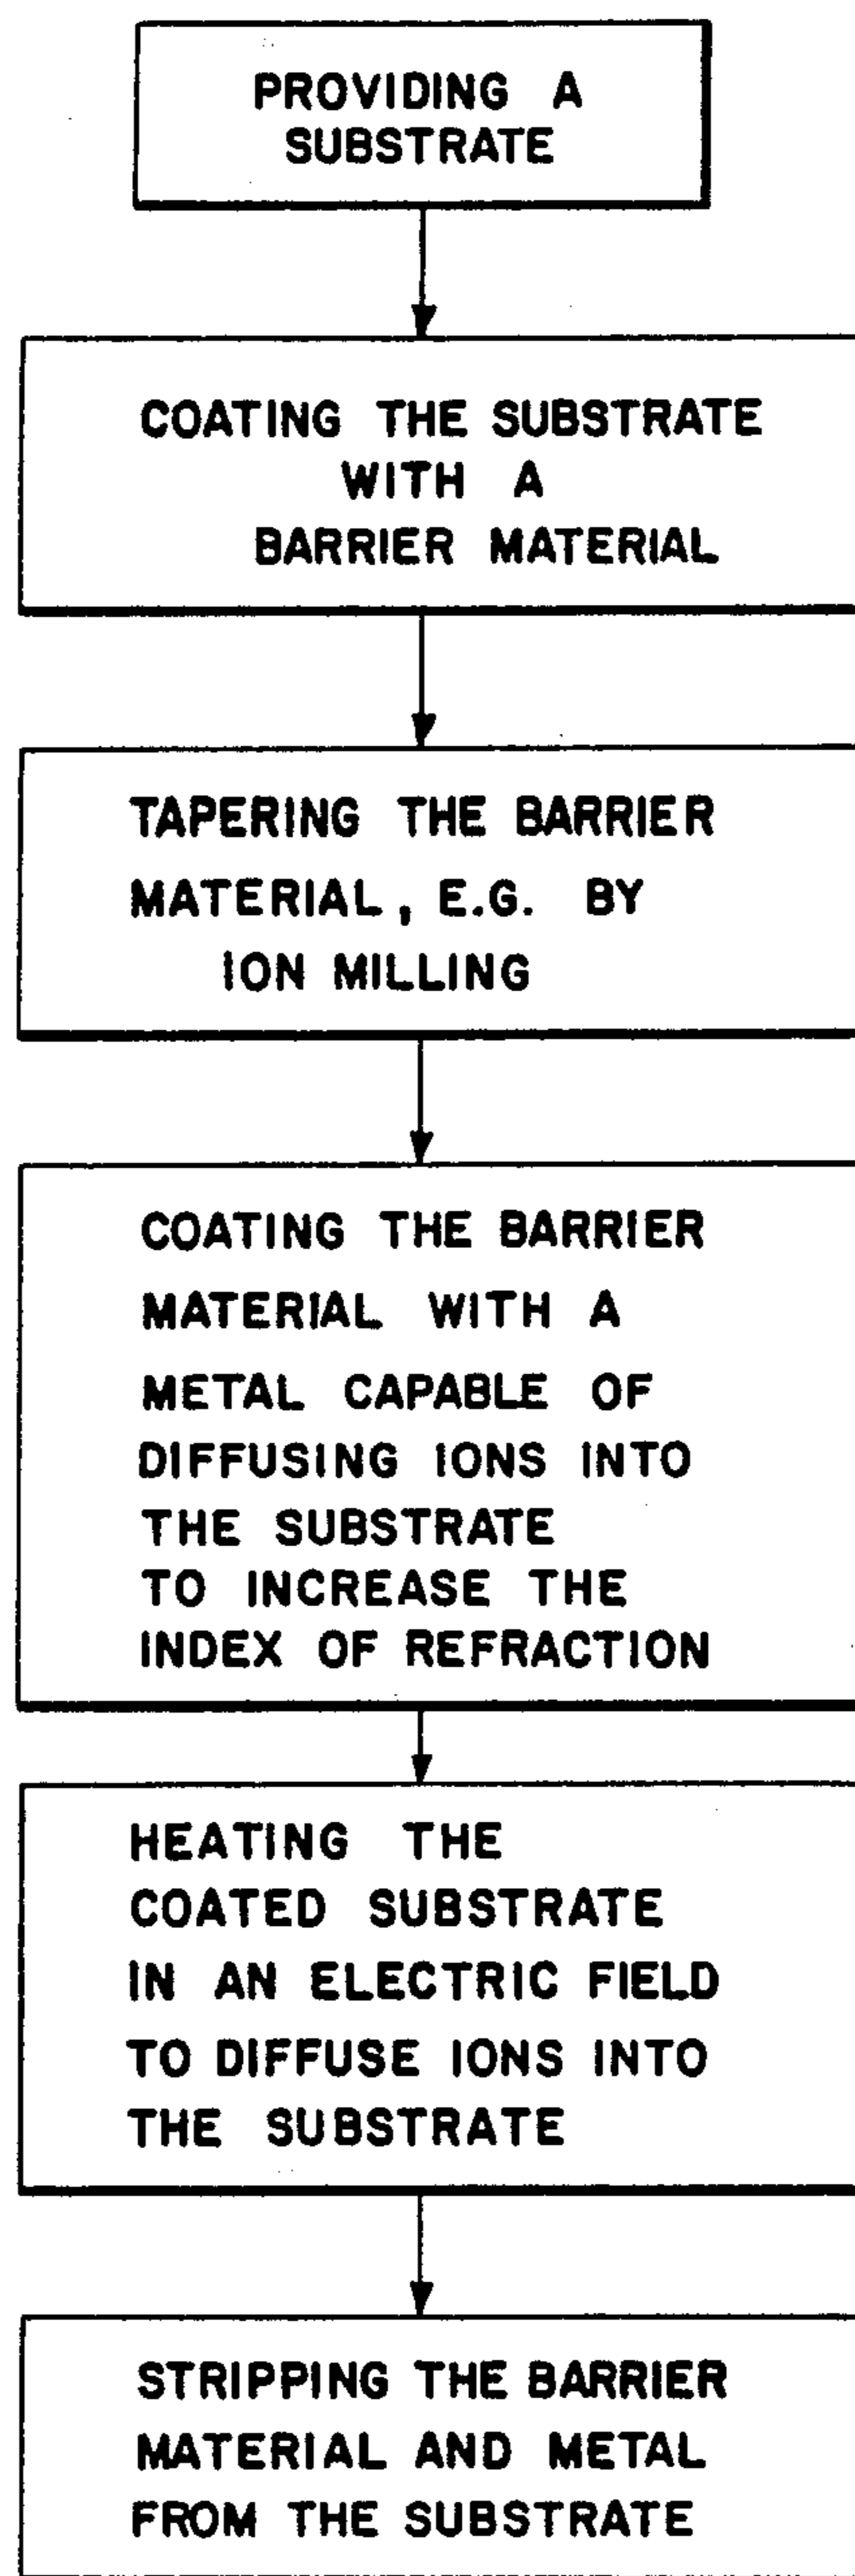 PROVIDING A
SUBSTRATE
COATING THE SUBSTRATE
WITH A
BARRIER MATERIAL
TAPERING THE BARRIER
MATERIAL, E.G. BY
ION MILLING
COATING THE BARRIER
MATERIAL WITH A
METAL CAPABLE OF
DIFFUSING IONS INTO
THE SUBSTRATE
TO INCREASE THE
INDEX OF REFRACTION
HEATING THE
COATED SUBSTRATE
IN AN ELECTRIC FIELD
TO DIFFUSE IONS INTO
THE SUBSTRATE
STRIPPING THE BARRIER
MATERIAL AND METAL
FROM THE SUBSTRATE